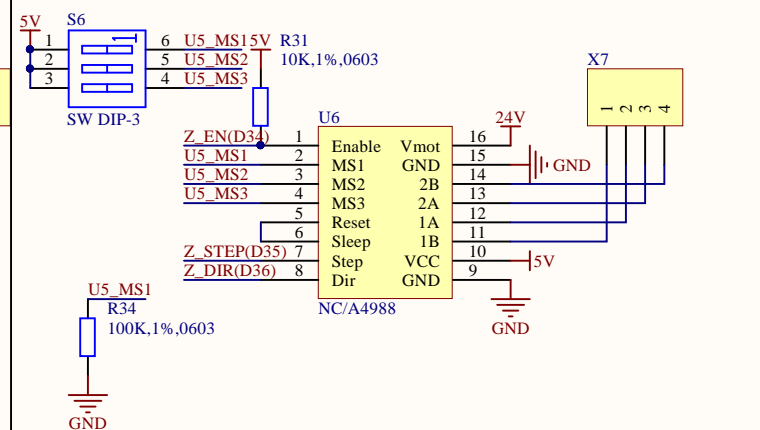 5V
S6
1
2
3
1
6
5
4
U5_MS1
U5_MS2
U5_MS3
SW DIP-3
5V
R31
10K,1%,0603
U6
Z_EN(D34)
U5_MS1
U5_MS2
U5_MS3
Z_STEP(D35)
Z_DIR(D36)
1 Enable Vmot 16
2 MS1 GND 15
3 MS2 2B 14
4 MS3 2A 13
5 Reset 1A 12
6 Sleep 1B 11
7 Step VCC 10
8 Dir GND 9
NC/A4988
24V
GND
5V
GND
X7
1
2
3
4
U5_MS1
R34
100K,1%,0603
GND